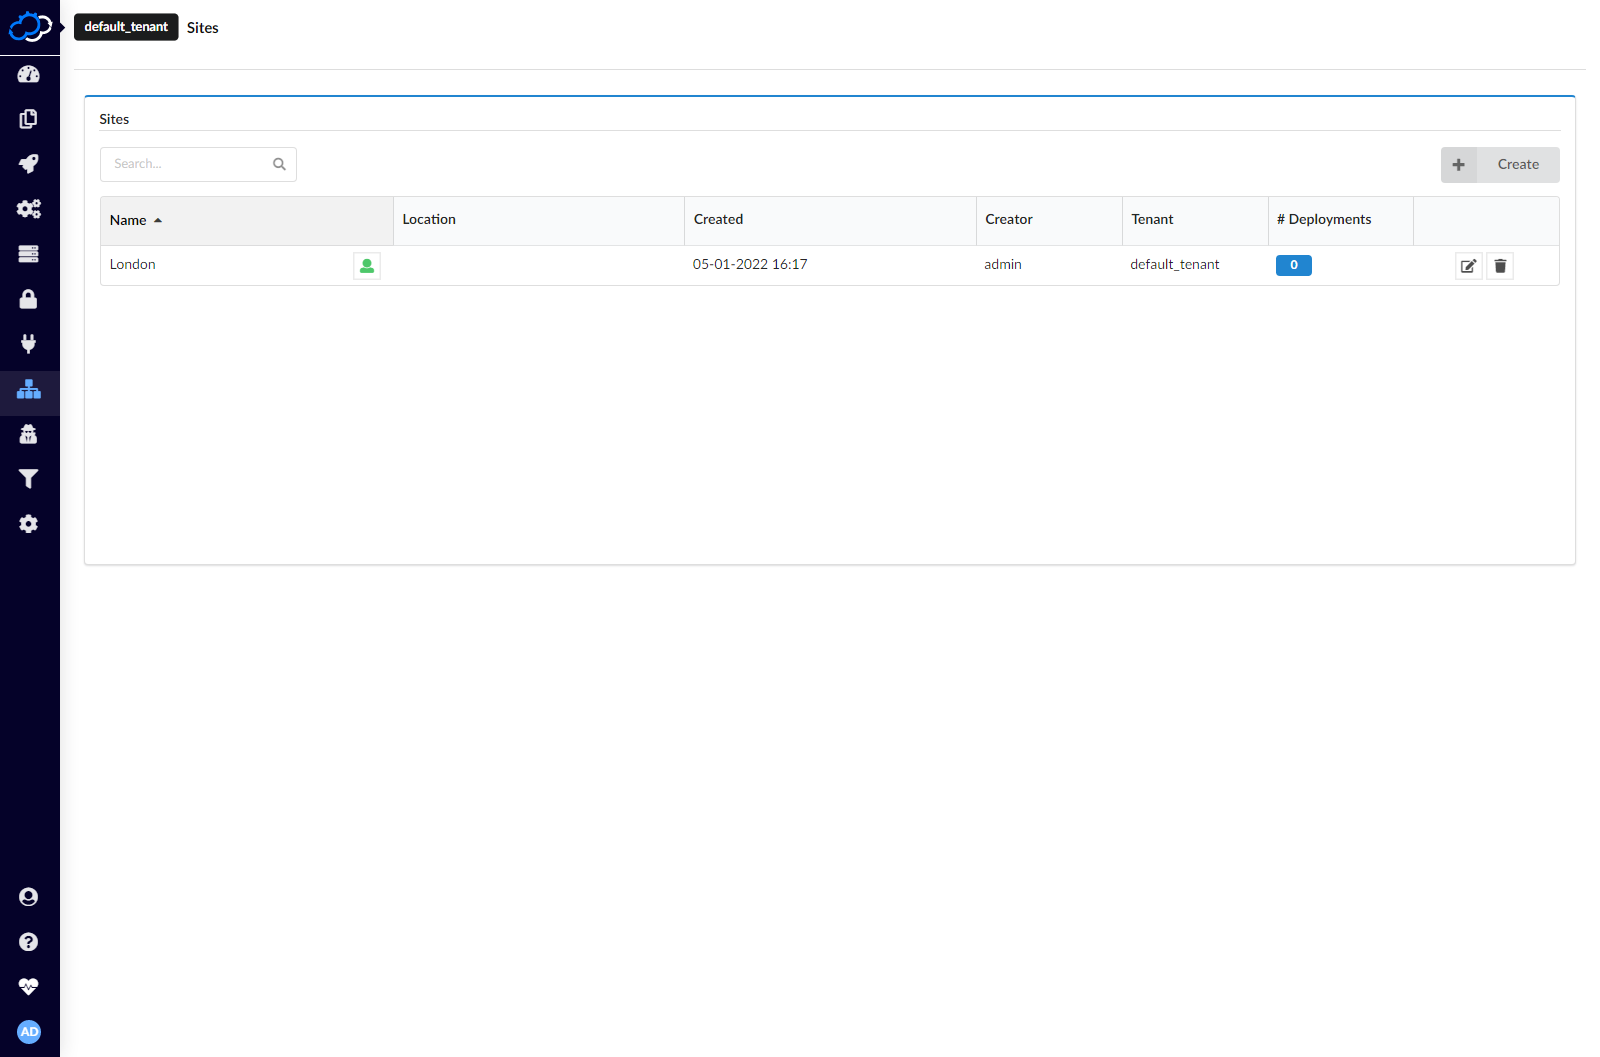 default_tenant Sites
Sites
Search...
Create
Name Location Created Creator Tenant # Deployments
London 05-01-2022 16:17 admin default_tenant 0
AD